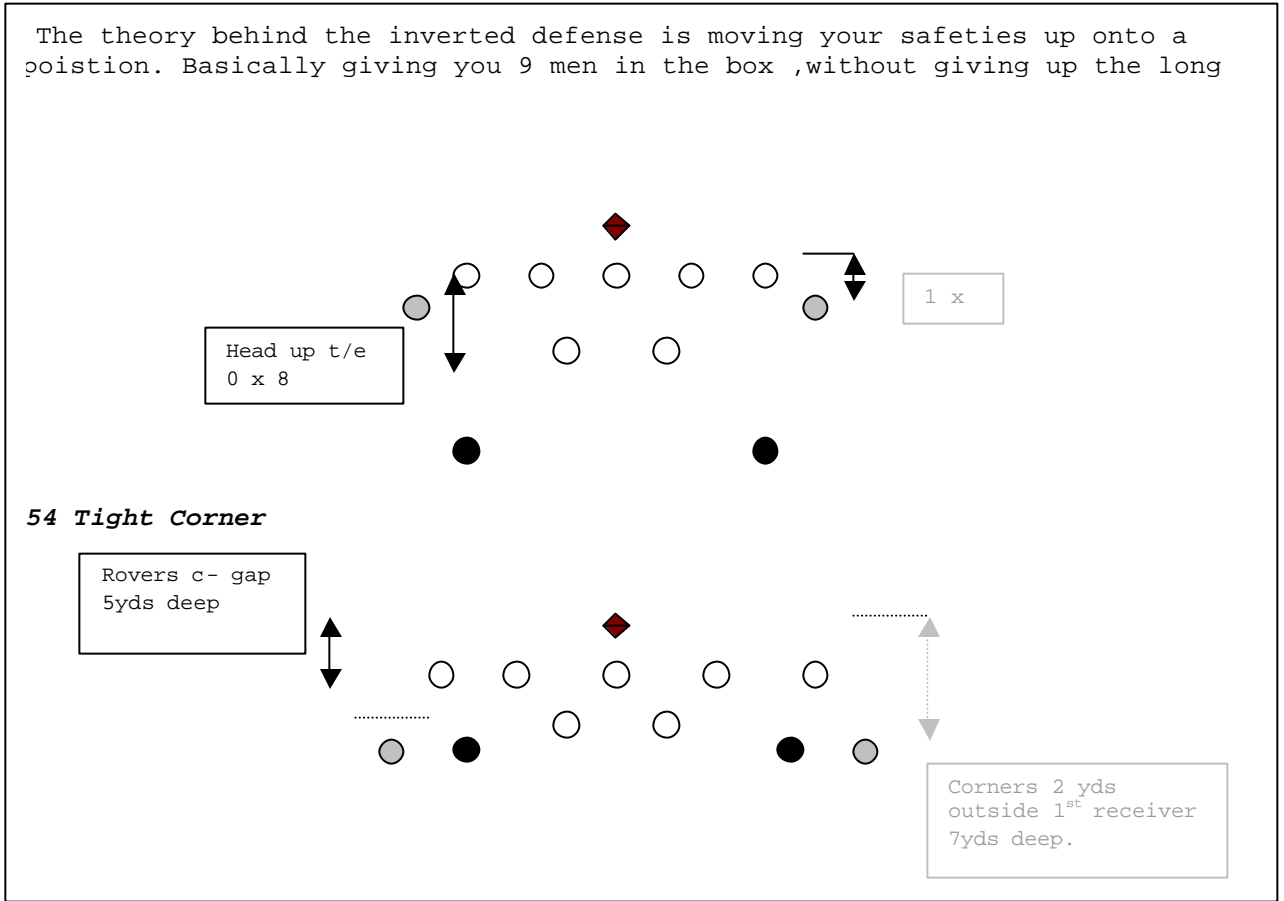 The theory behind the inverted defense is moving your safeties up onto a
poistion. Basically giving you 9 men in the box ,without giving up the long
1 x
Head up t/e
0 x 8
54 Tight Corner
Rovers c- gap
5yds deep
Corners 2 yds
outside 1st receiver
7yds deep.